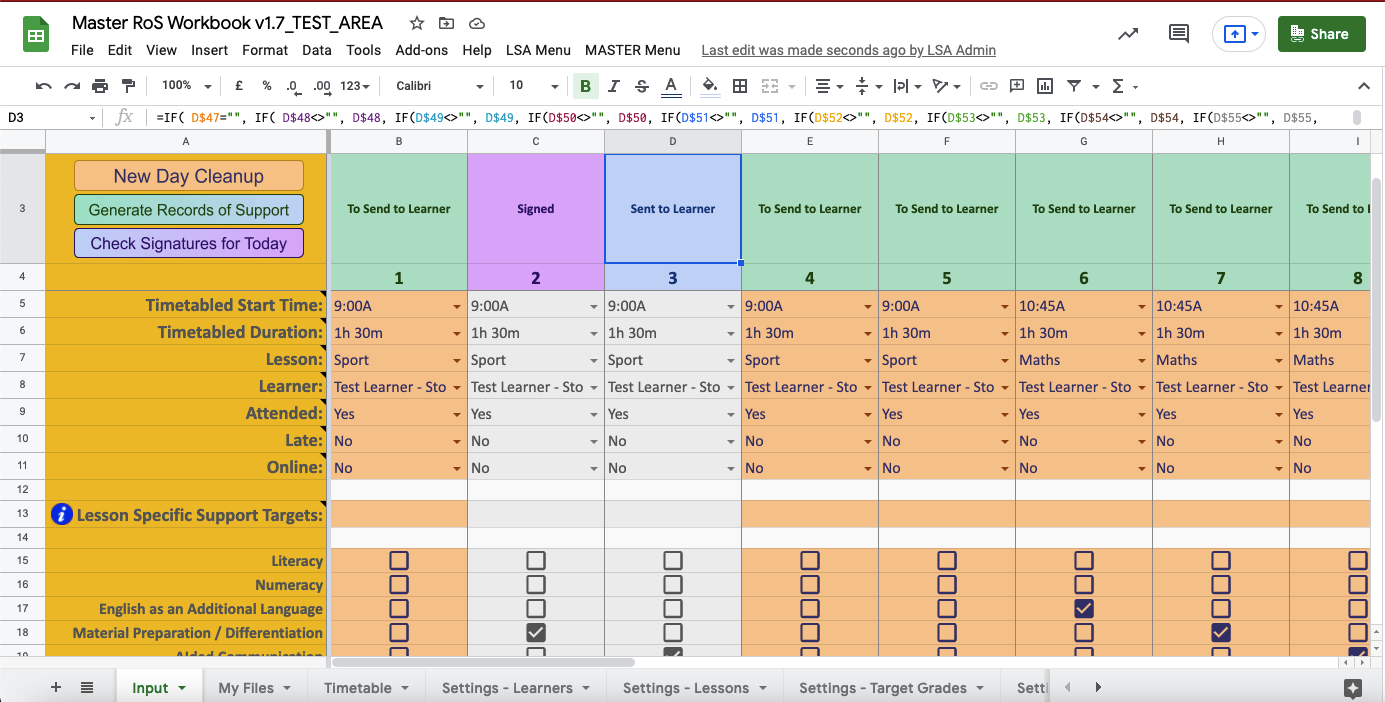 Master RoS Workbook v1.7_TEST_AREA
File Edit View Insert Format Data Tools Add-ons Help LSA Menu MASTER Menu Last edit was made seconds ago by LSA Admin
Share
100% £ % .0 .00 123 Calibri 10 B I S A
D3 fx =IF( D$47="", IF( D$48<>"", D$48, IF(D$49<>"", D$49, IF(D$50<>"", D$50, IF(D$51<>"", D$51, IF(D$52<>"", D$52, IF(D$53<>"", D$53, IF(D$54<>"", D$54, IF(D$55<>"", D$55,
A B C D E F G H I
New Day Cleanup
Generate Records of Support
Check Signatures for Today
3 To Send to Learner Signed Sent to Learner To Send to Learner To Send to Learner To Send to Learner To Send to Learner To Send to
4 1 2 3 4 5 6 7 8
5 Timetabled Start Time: 9:00A 9:00A 9:00A 9:00A 9:00A 10:45A 10:45A 10:45A
6 Timetabled Duration: 1h 30m 1h 30m 1h 30m 1h 30m 1h 30m 1h 30m 1h 30m 1h 30m
7 Lesson: Sport Sport Sport Sport Sport Maths Maths Maths
8 Learner: Test Learner - Sto Test Learner - Sto Test Learner - Sto Test Learner - Sto Test Learner - Sto Test Learner - Sto Test Learner - Sto Test Learner
9 Attended: Yes Yes Yes Yes Yes Yes Yes Yes
10 Late: No No No No No No No No
11 Online: No No No No No No No No
12
13 i Lesson Specific Support Targets:
14
15 Literacy
16 Numeracy
17 English as an Additional Language
18 Material Preparation / Differentiation
19 Aided Communication
Input My Files Timetable Settings - Learners Settings - Lessons Settings - Target Grades Setti